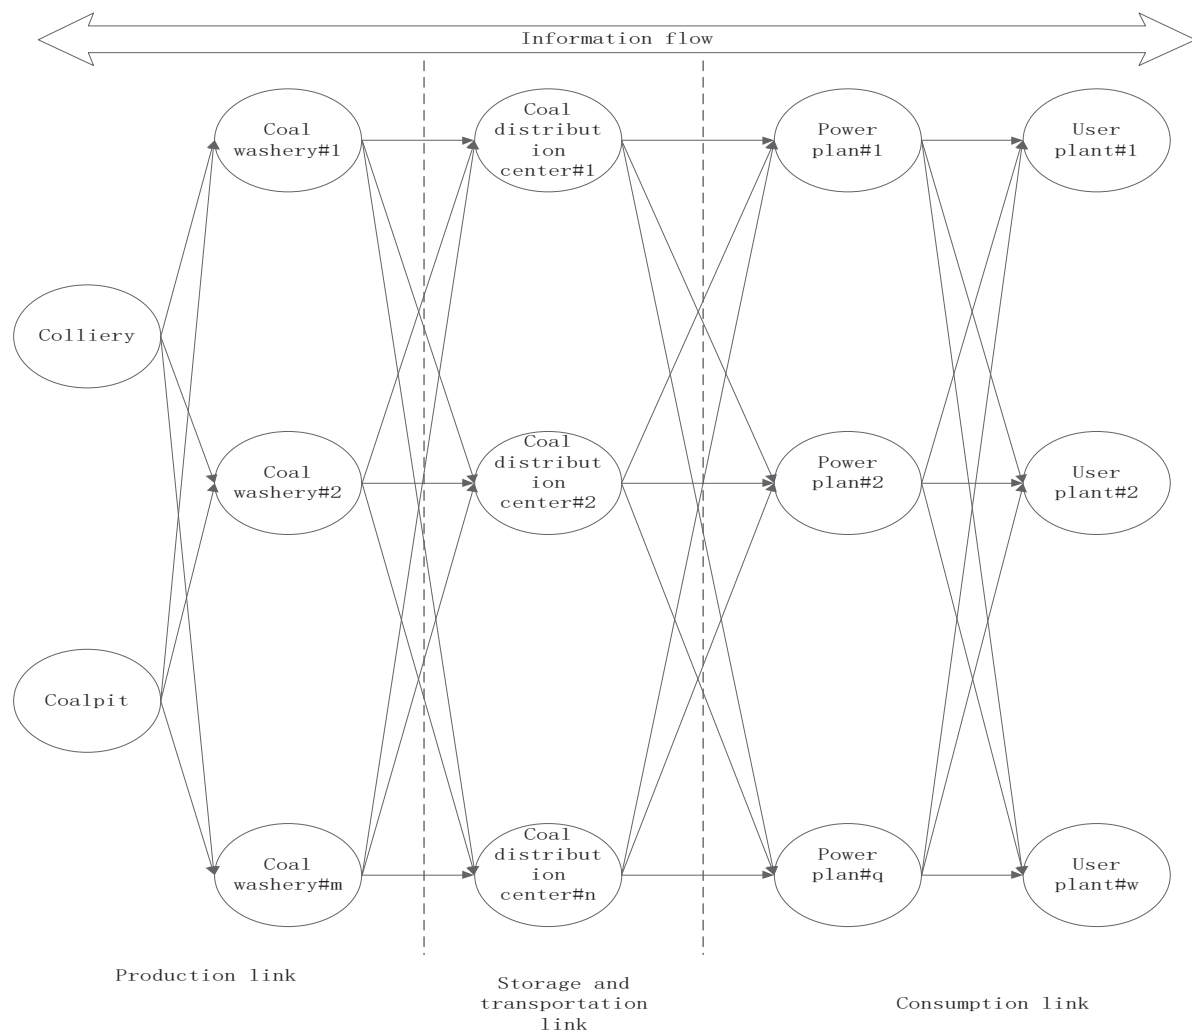 Information flow
Coal
washery#1
Coal
distribut
ion
center#1
Power
plan#1
User
plant#1
Colliery
Coal
washery#2
Coal
distribut
ion
center#2
Power
plan#2
User
plant#2
Coalpit
Coal
washery#m
Coal
distribut
ion
center#n
Power
plan#q
User
plant#w
Production link
Storage and
transportation
link
Consumption link